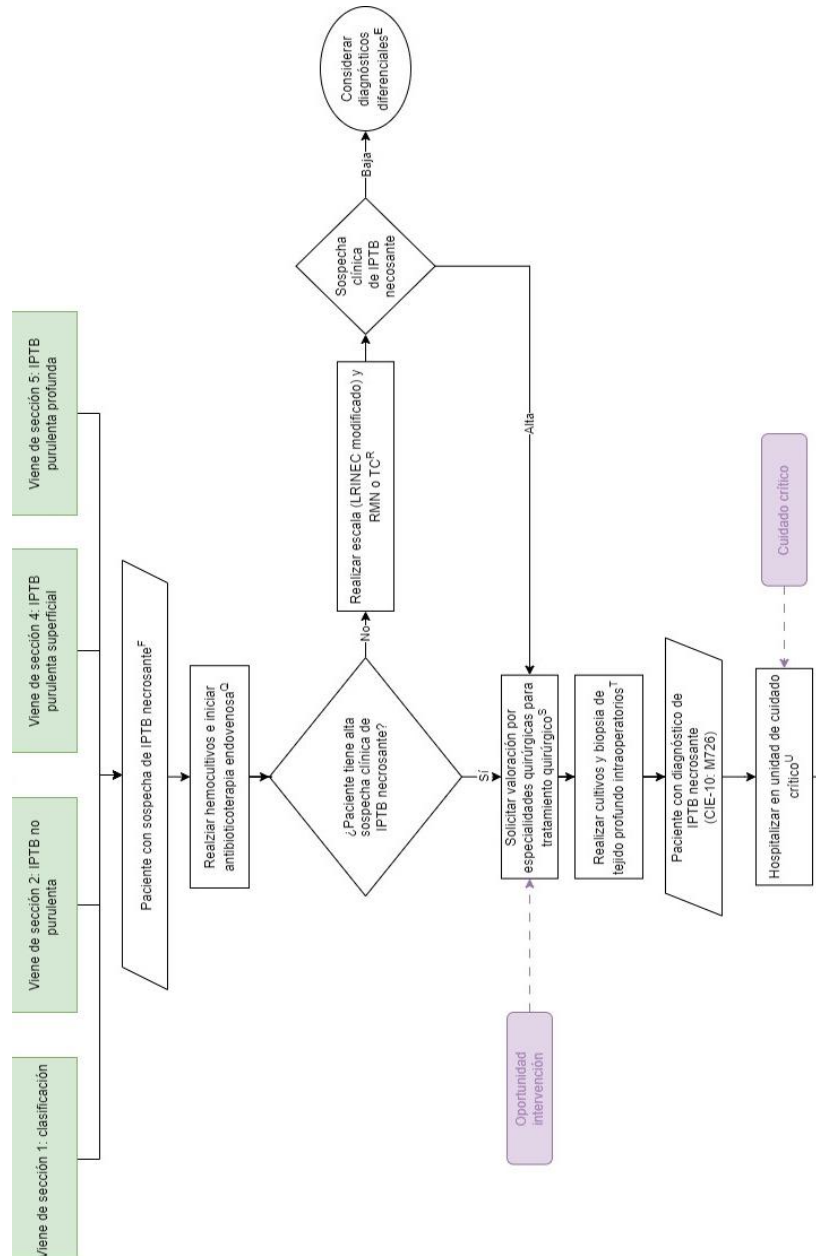 Viene de sección 1: clasificación
Viene de sección 2: IPTB no
purulenta
Viene de sección 4: IPTB
purulenta superficial
Viene de sección 5: IPTB
purulenta profunda
Paciente con sospecha de IPTB necrosanteF
Realziar hemocultivos e iniciar
antibioticoterapia endovenosaQ
¿Paciente tiene alta
sospecha clínica de
IPTB necrosante?
No
Realizar escala (LRINEC modificado) y
RMN o TCR
Sospecha
clínica
de IPTB
necosante
Baja
Considerar
diagnósticos
diferencialesE
Alta
Sí
Oportunidad
intervención
Solicitar valoración por
especialidades quirúrgicas para
tratamiento quirúrgicoS
Realizar cultivos y biopsia de
tejido profundo intraoperatoriosT
Paciente con diagnóstico de
IPTB necrosante
(CIE-10: M726)
Hospitalizar en unidad de cuidado
críticoU
Cuidado crítico